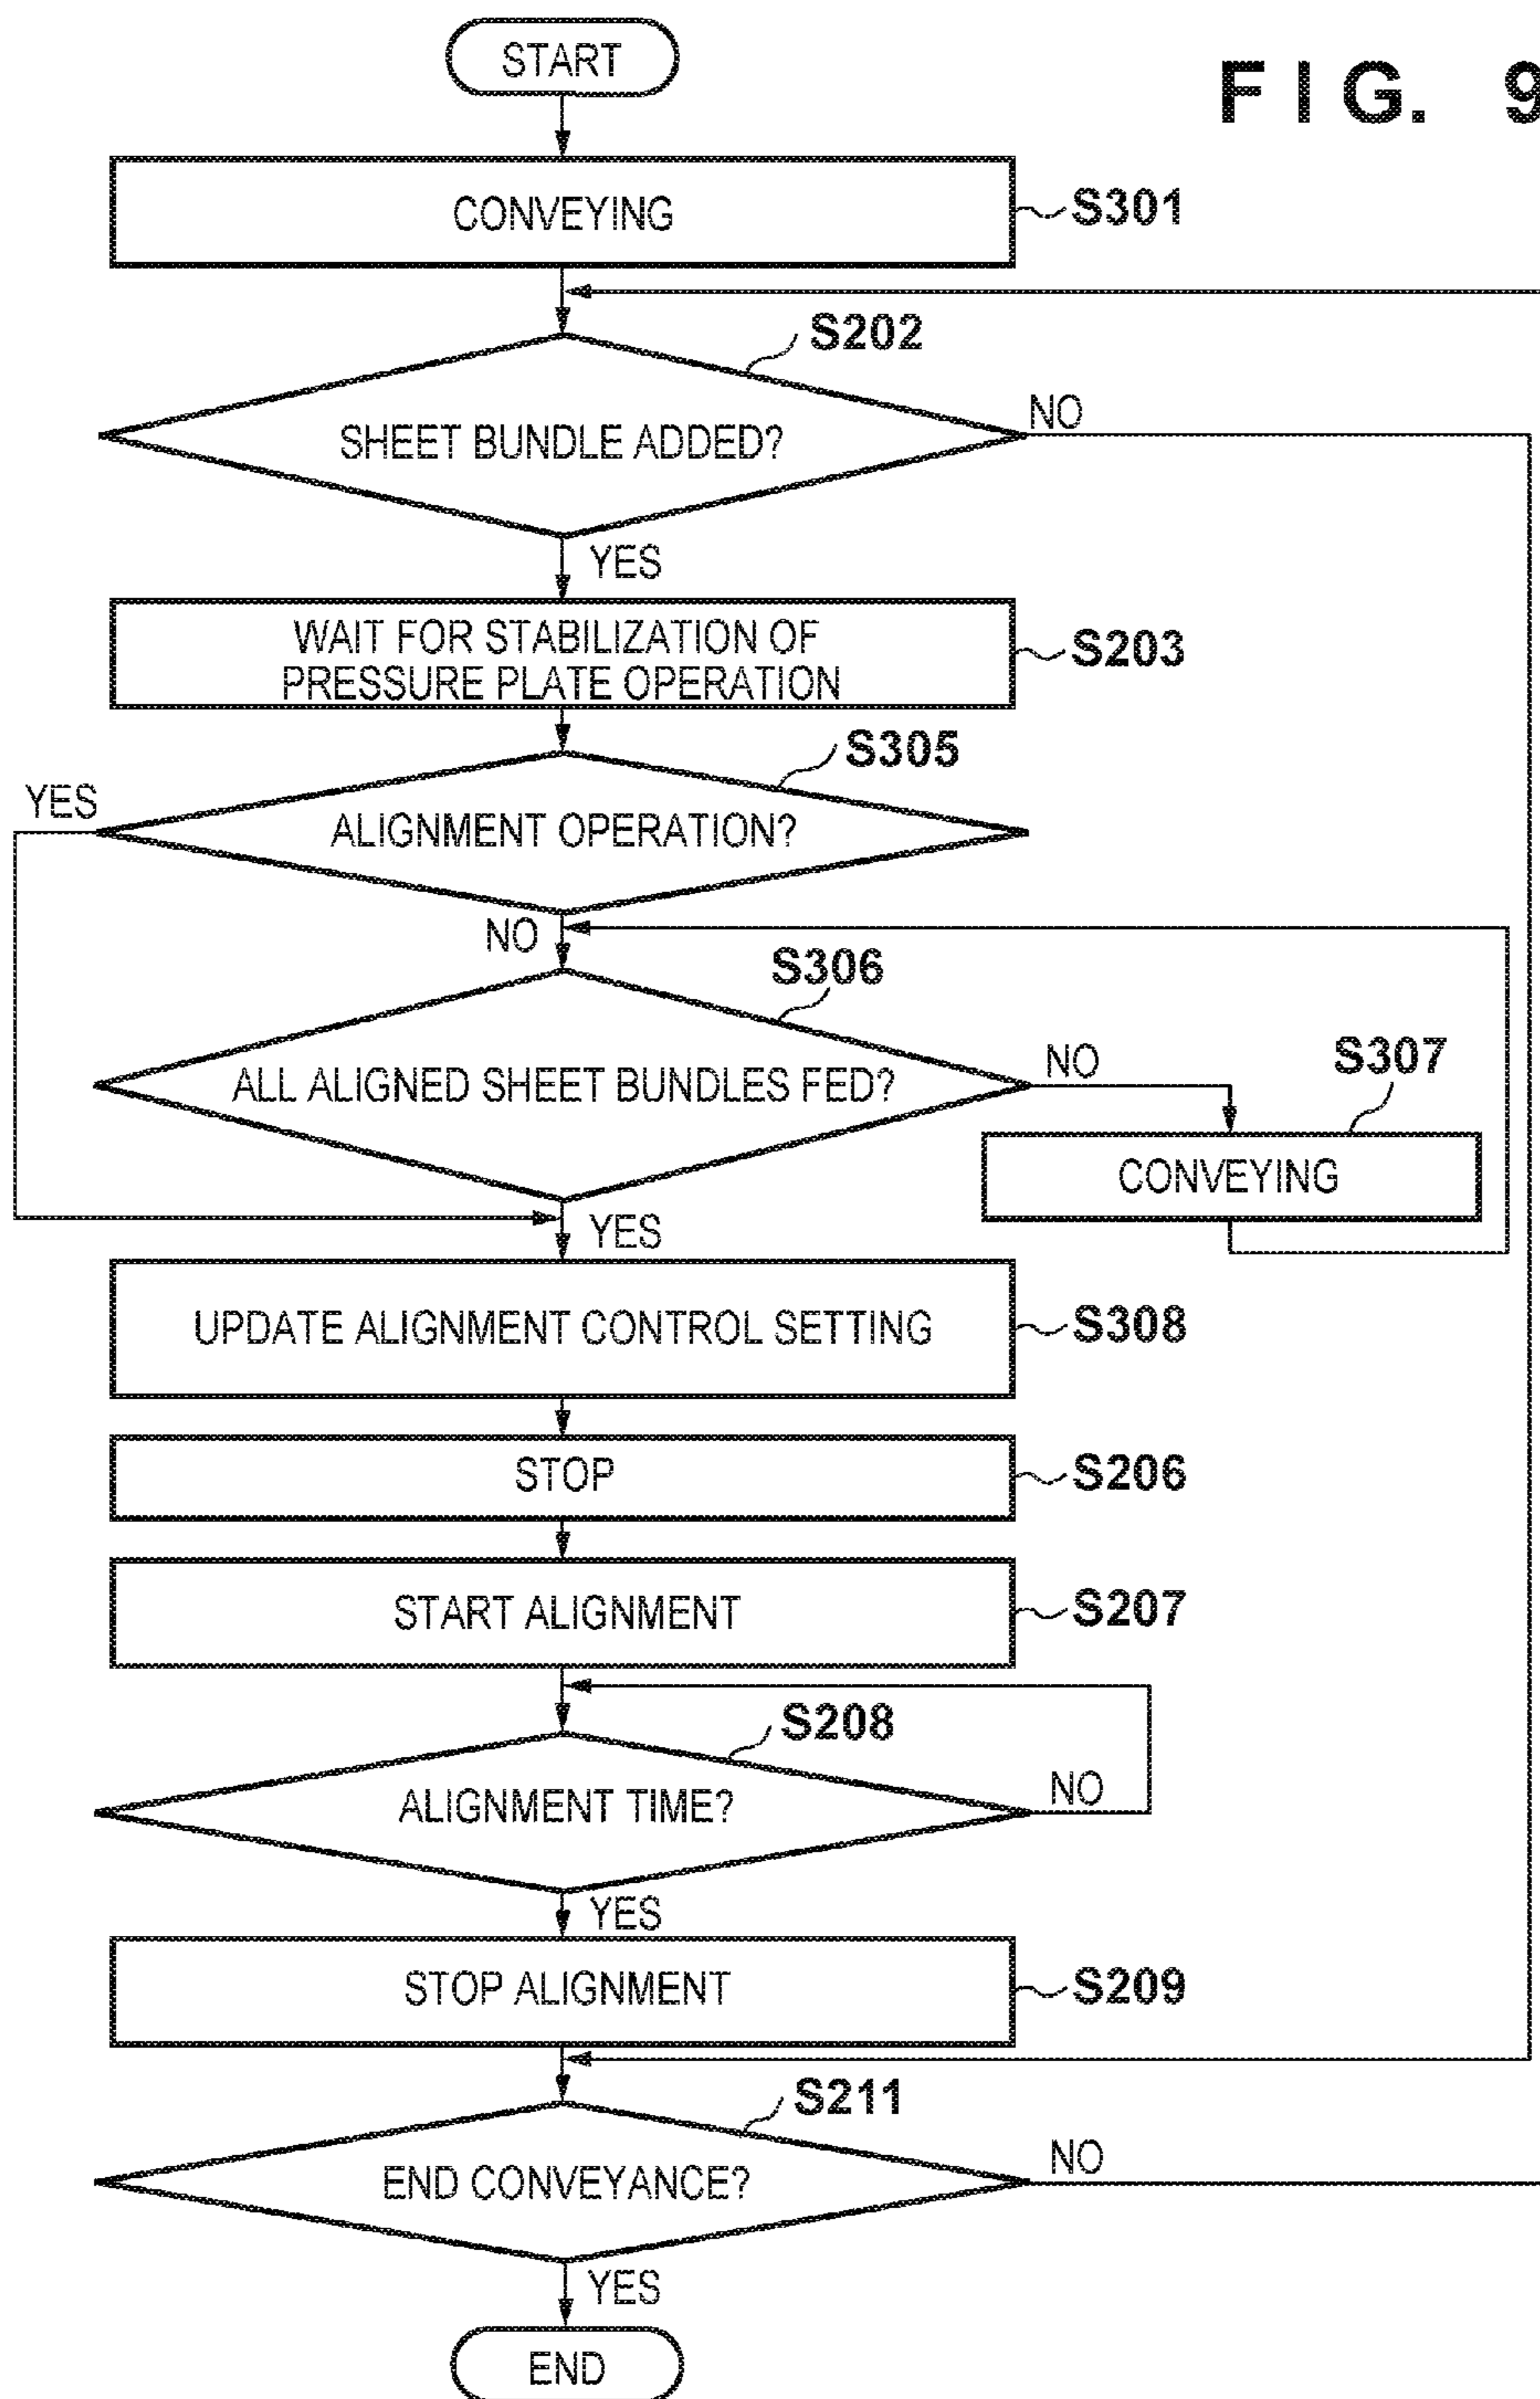 START
FIG. 9
CONVEYING
S301
S202
SHEET BUNDLE ADDED?
NO
YES
WAIT FOR STABILIZATION OF
PRESSURE PLATE OPERATION
S203
S305
YES
ALIGNMENT OPERATION?
NO
S306
ALL ALIGNED SHEET BUNDLES FED?
NO
S307
CONVEYING
YES
UPDATE ALIGNMENT CONTROL SETTING
S308
STOP
S206
START ALIGNMENT
S207
S208
ALIGNMENT TIME?
NO
YES
STOP ALIGNMENT
S209
S211
END CONVEYANCE?
NO
YES
END